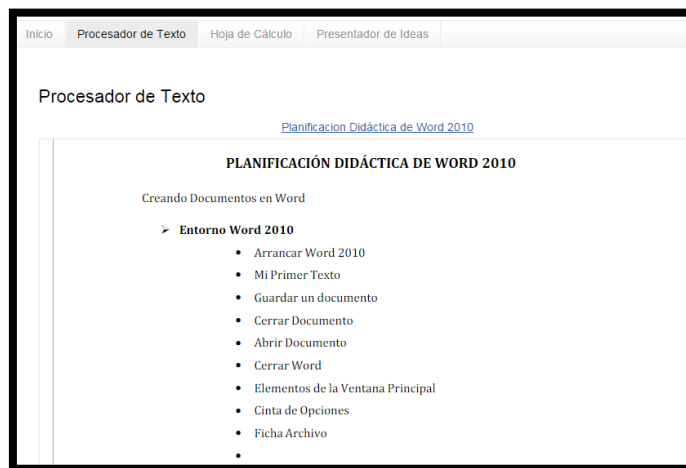 Inicio Procesador de Texto Hoja de Cálculo Presentador de Ideas
Procesador de Texto
Planificacion Didáctica de Word 2010
PLANIFICACIÓN DIDÁCTICA DE WORD 2010
Creando Documentos en Word
➢ Entorno Word 2010
• Arrancar Word 2010
• Mi Primer Texto
• Guardar un documento
• Cerrar Documento
• Abrir Documento
• Cerrar Word
• Elementos de la Ventana Principal
• Cinta de Opciones
• Ficha Archivo
•